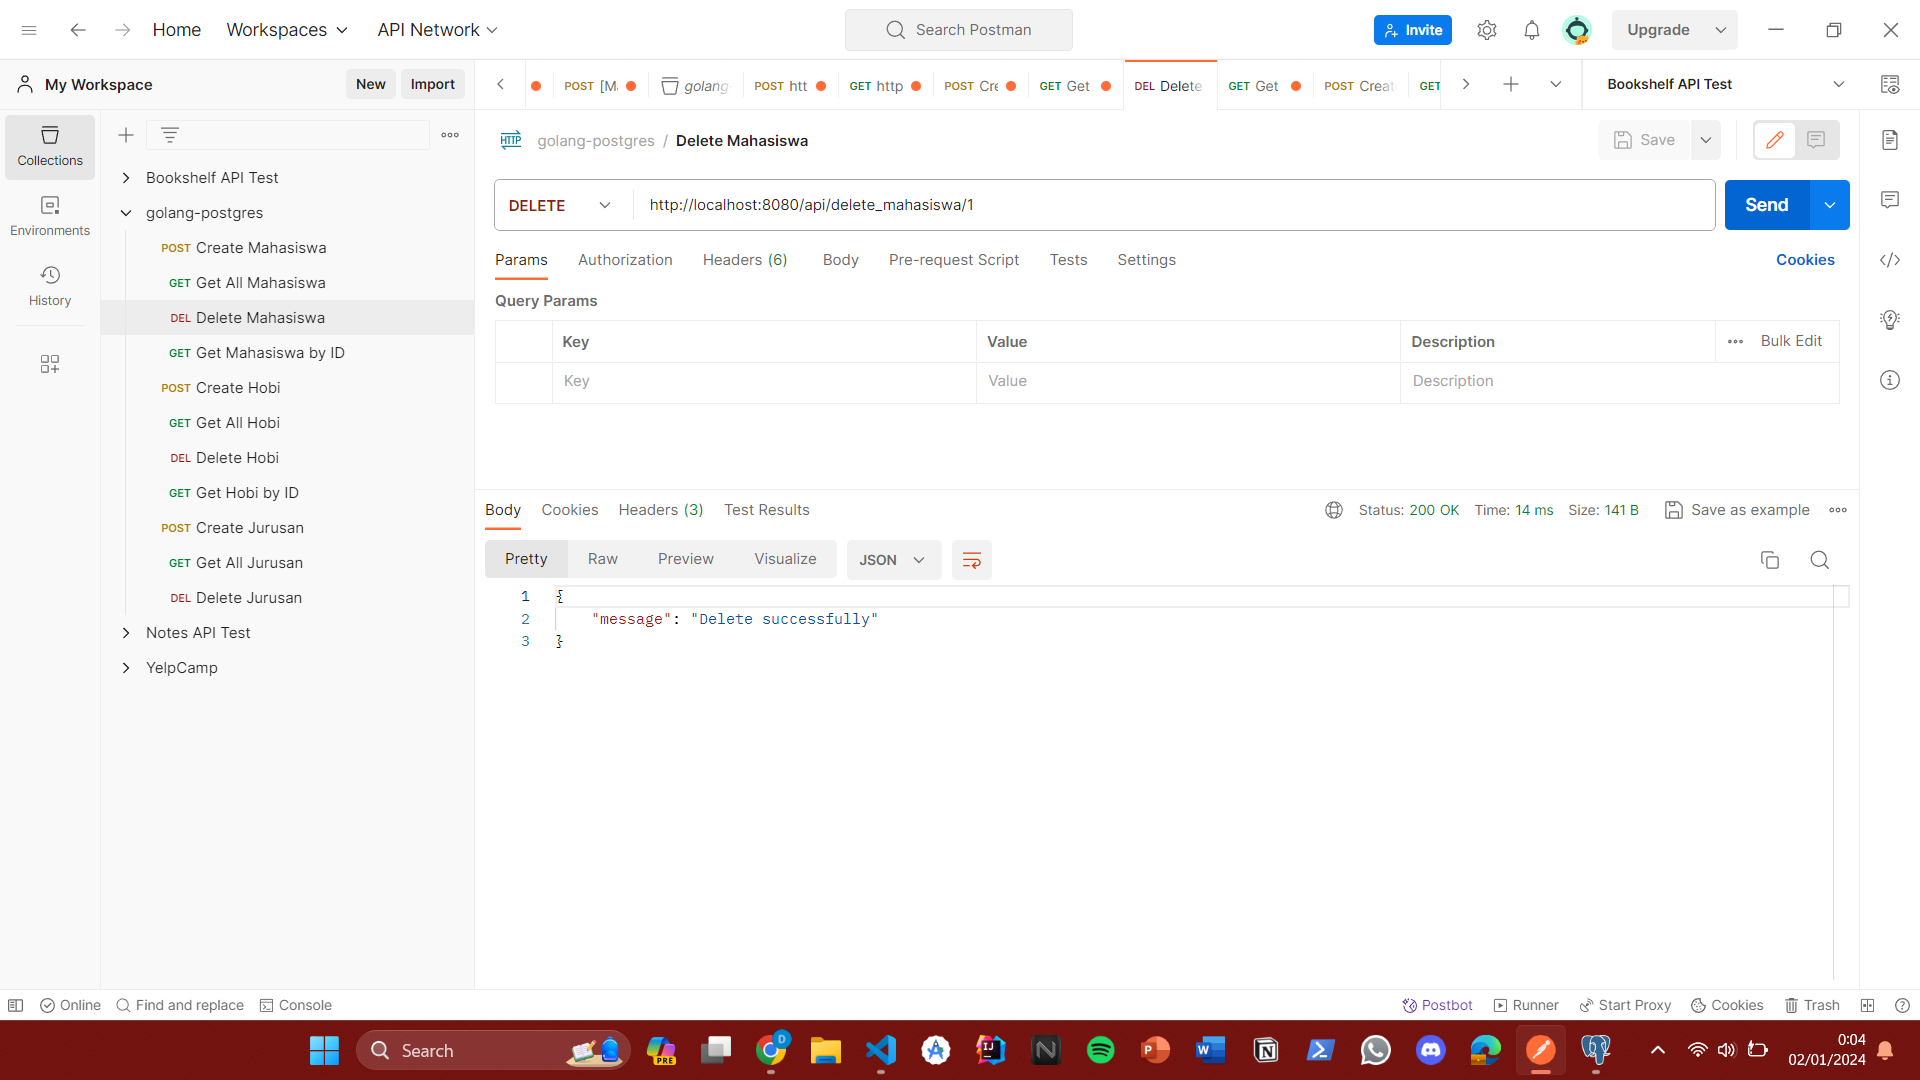 Home Workspaces API Network Search Postman Invite Upgrade
My Workspace New Import
POST [M POST golang POST htt GET http POST Cre GET Get DEL Delete GET Get POST Creat GET Bookshelf API Test
Collections
Environments
History
Bookshelf API Test
golang-postgres
POST Create Mahasiswa
GET Get All Mahasiswa
DEL Delete Mahasiswa
GET Get Mahasiswa by ID
POST Create Hobi
GET Get All Hobi
DEL Delete Hobi
GET Get Hobi by ID
POST Create Jurusan
GET Get All Jurusan
DEL Delete Jurusan
Notes API Test
YelpCamp
HTTP golang-postgres / Delete Mahasiswa Save
DELETE http://localhost:8080/api/delete_mahasiswa/1 Send
Params Authorization Headers (6) Body Pre-request Script Tests Settings Cookies
Query Params
Key Value Description Bulk Edit
Key Value Description
Body Cookies Headers (3) Test Results Status: 200 OK Time: 14 ms Size: 141 B Save as example
Pretty Raw Preview Visualize JSON
1 {
2 "message": "Delete successfully"
3 }
Online Find and replace Console Postbot Runner Start Proxy Cookies Trash
Search PRE D 0:04
02/01/2024